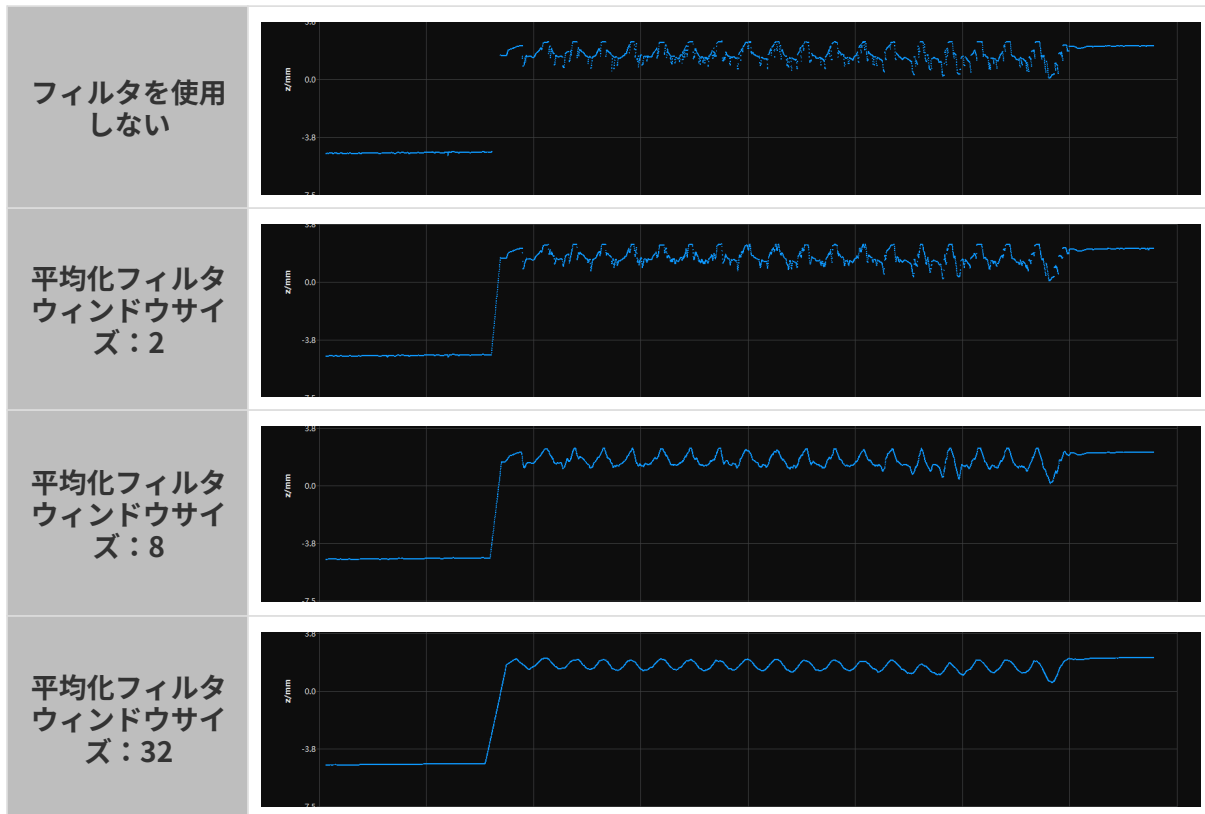 フィルタを使用
しない
3.8
z/mm
0.0
-3.8
-7.5
平均化フィルタ
ウィンドウサイ
ズ：2
3.8
z/mm
0.0
-3.8
-7.5
平均化フィルタ
ウィンドウサイ
ズ：8
3.8
z/mm
0.0
-3.8
-7.5
平均化フィルタ
ウィンドウサイ
ズ：32
3.8
z/mm
0.0
-3.8
-7.5